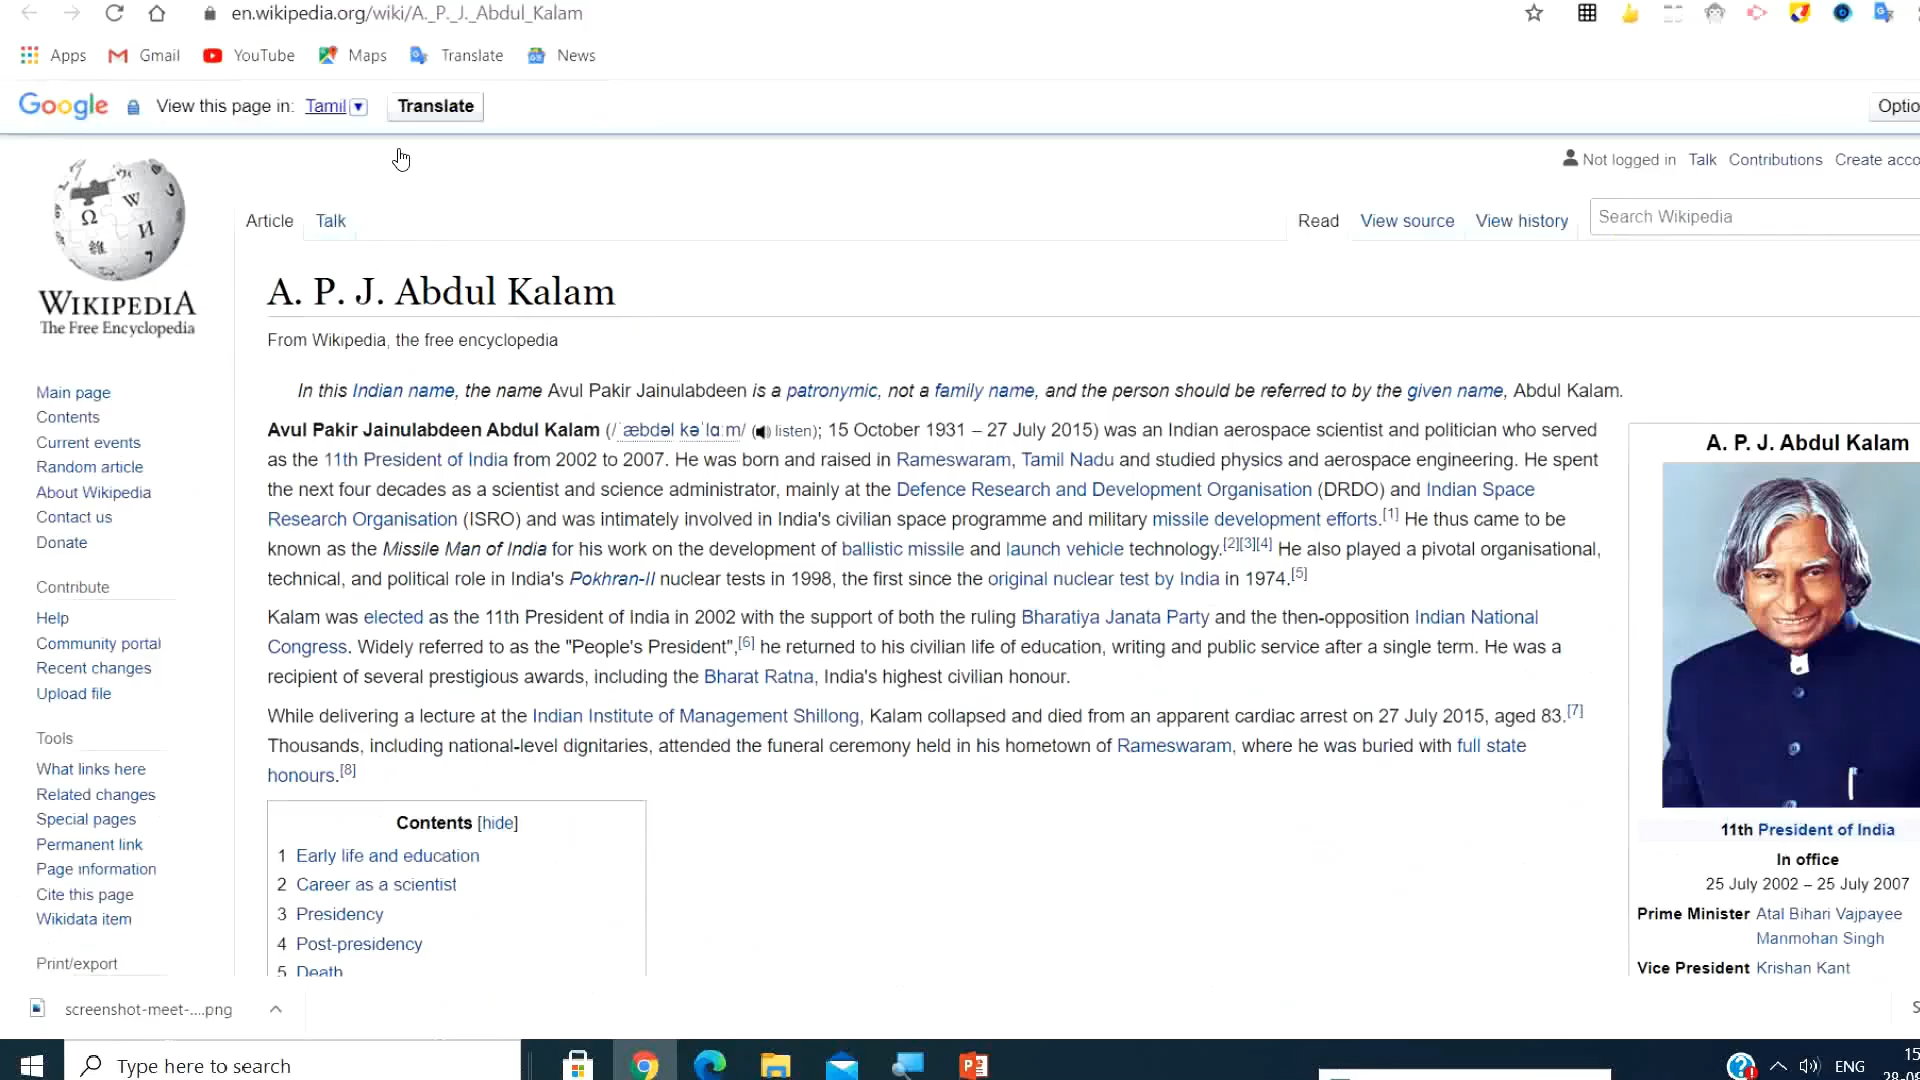 en.wikipedia.org/wiki/A._P._J._Abdul_Kalam
Apps Gmail YouTube Maps Translate News
Google View this page in: Tamil Translate
Not logged in Talk Contributions
Article Talk Read View source View history Search Wikipedia
WIKIPEDIA
The Free Encyclopedia
A. P. J. Abdul Kalam
From Wikipedia, the free encyclopedia
In this Indian name, the name Avul Pakir Jainulabdeen is a patronymic, not a family name, and the person should be referred to by the given name, Abdul Kalam.
Avul Pakir Jainulabdeen Abdul Kalam (/ˈæbdəl kəˈlɑːm/ (listen); 15 October 1931 – 27 July 2015) was an Indian aerospace scientist and politician who served
as the 11th President of India from 2002 to 2007. He was born and raised in Rameswaram, Tamil Nadu and studied physics and aerospace engineering. He spent
the next four decades as a scientist and science administrator, mainly at the Defence Research and Development Organisation (DRDO) and Indian Space
Research Organisation (ISRO) and was intimately involved in India's civilian space programme and military missile development efforts.[1] He thus came to be
known as the Missile Man of India for his work on the development of ballistic missile and launch vehicle technology.[2][3][4] He also played a pivotal organisational,
technical, and political role in India's Pokhran-II nuclear tests in 1998, the first since the original nuclear test by India in 1974.[5]
Kalam was elected as the 11th President of India in 2002 with the support of both the ruling Bharatiya Janata Party and the then-opposition Indian National
Congress. Widely referred to as the "People's President",[6] he returned to his civilian life of education, writing and public service after a single term. He was a
recipient of several prestigious awards, including the Bharat Ratna, India's highest civilian honour.
While delivering a lecture at the Indian Institute of Management Shillong, Kalam collapsed and died from an apparent cardiac arrest on 27 July 2015, aged 83.[7]
Thousands, including national-level dignitaries, attended the funeral ceremony held in his hometown of Rameswaram, where he was buried with full state
honours.[8]
Contents [hide]
1 Early life and education
2 Career as a scientist
3 Presidency
4 Post-presidency
5 Death
A. P. J. Abdul Kalam
11th President of India
In office
25 July 2002 – 25 July 2007
Prime Minister Atal Bihari Vajpayee
Manmohan Singh
Vice President Krishan Kant
Main page
Contents
Current events
Random article
About Wikipedia
Contact us
Donate
Contribute
Help
Community portal
Recent changes
Upload file
Tools
What links here
Related changes
Special pages
Permanent link
Page information
Cite this page
Wikidata item
Print/export
screenshot-meet-....png
Type here to search
ENG